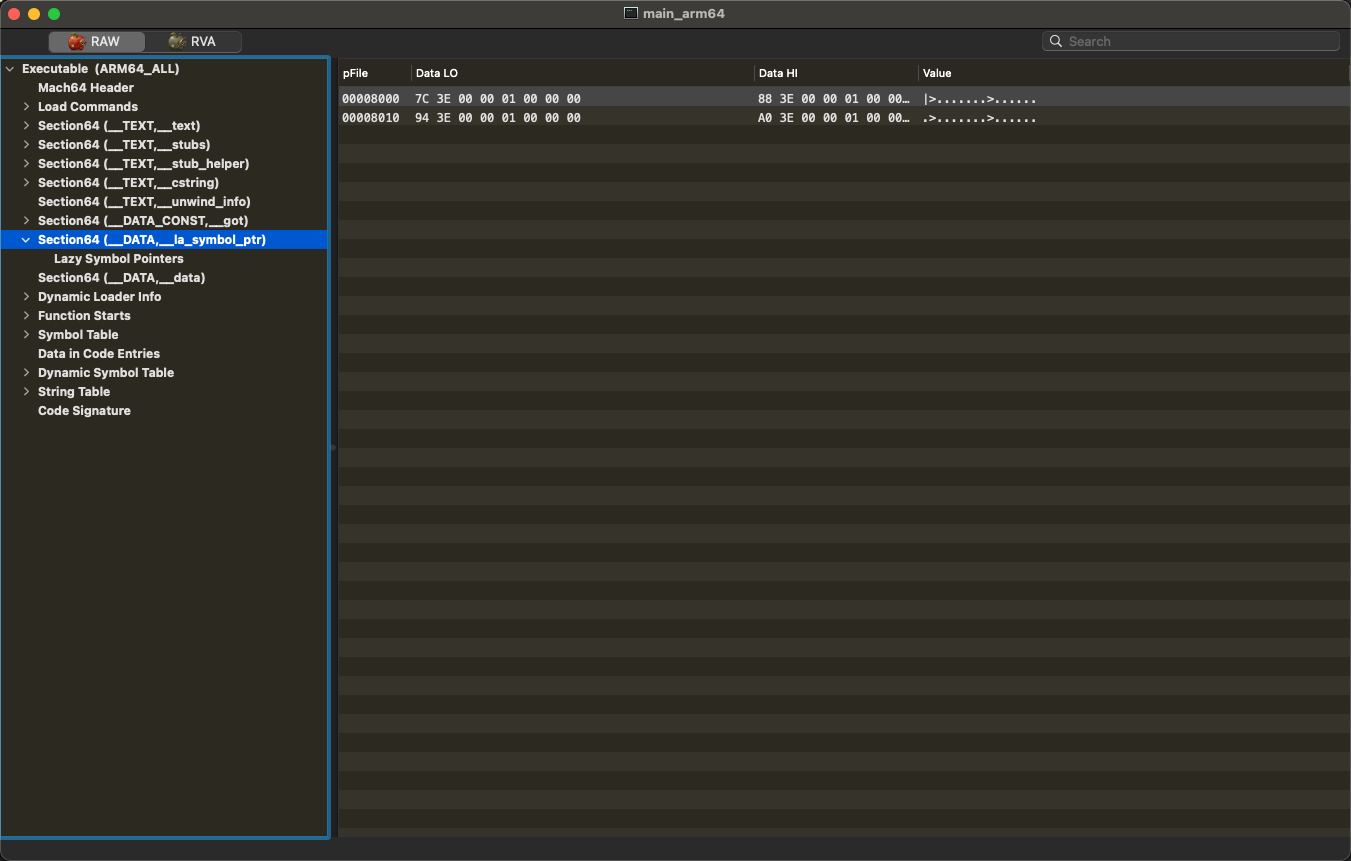 main_arm64
RAW RVA Search
Executable (ARM64_ALL)
Mach64 Header
Load Commands
Section64 (__TEXT,__text)
Section64 (__TEXT,__stubs)
Section64 (__TEXT,__stub_helper)
Section64 (__TEXT,__cstring)
Section64 (__TEXT,__unwind_info)
Section64 (__DATA_CONST,__got)
Section64 (__DATA,__la_symbol_ptr)
Lazy Symbol Pointers
Section64 (__DATA,__data)
Dynamic Loader Info
Function Starts
Symbol Table
Data in Code Entries
Dynamic Symbol Table
String Table
Code Signature
pFile Data LO Data HI Value
00008000 7C 3E 00 00 01 00 00 00 88 3E 00 00 01 00 00… |>.......>......
00008010 94 3E 00 00 01 00 00 00 A0 3E 00 00 01 00 00… .>.......>......